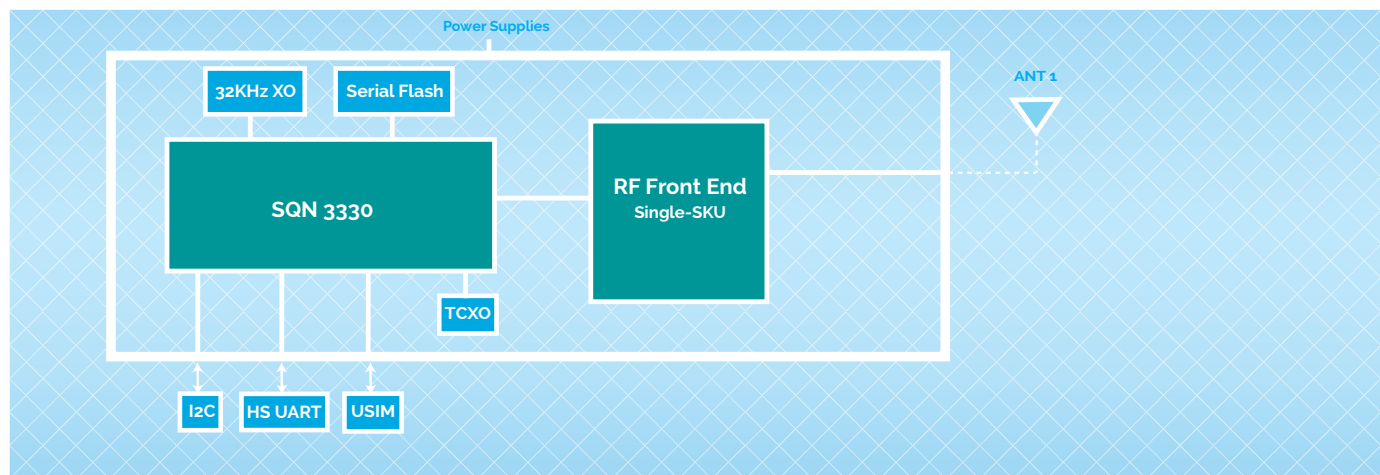 Power Supplies
ANT 1
32KHz XO
Serial Flash
SQN 3330
RF Front End
Single-SKU
TCXO
I2C
HS UART
USIM